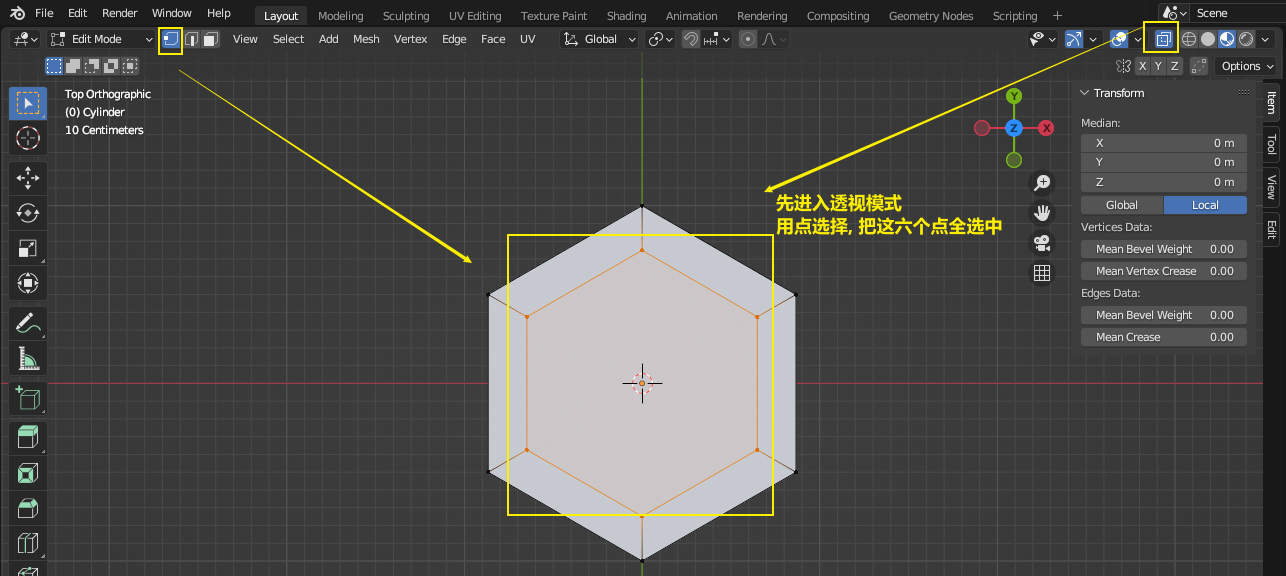 File Edit Render Window Help Layout Modeling Sculpting UV Editing Texture Paint Shading Animation Rendering Compositing Geometry Nodes Scripting + Scene
Edit Mode View Select Add Mesh Vertex Edge Face UV Global
X Y Z Options
Top Orthographic
(0) Cylinder
10 Centimeters
Y
Z X
Transform
Median:
X 0 m
Y 0 m
Z 0 m
Global Local
Vertices Data:
Mean Bevel Weight 0.00
Mean Vertex Crease 0.00
Edges Data:
Mean Bevel Weight 0.00
Mean Crease 0.00
Item
Tool
View
Edit
先进入透视模式
用点选择, 把这六个点全选中